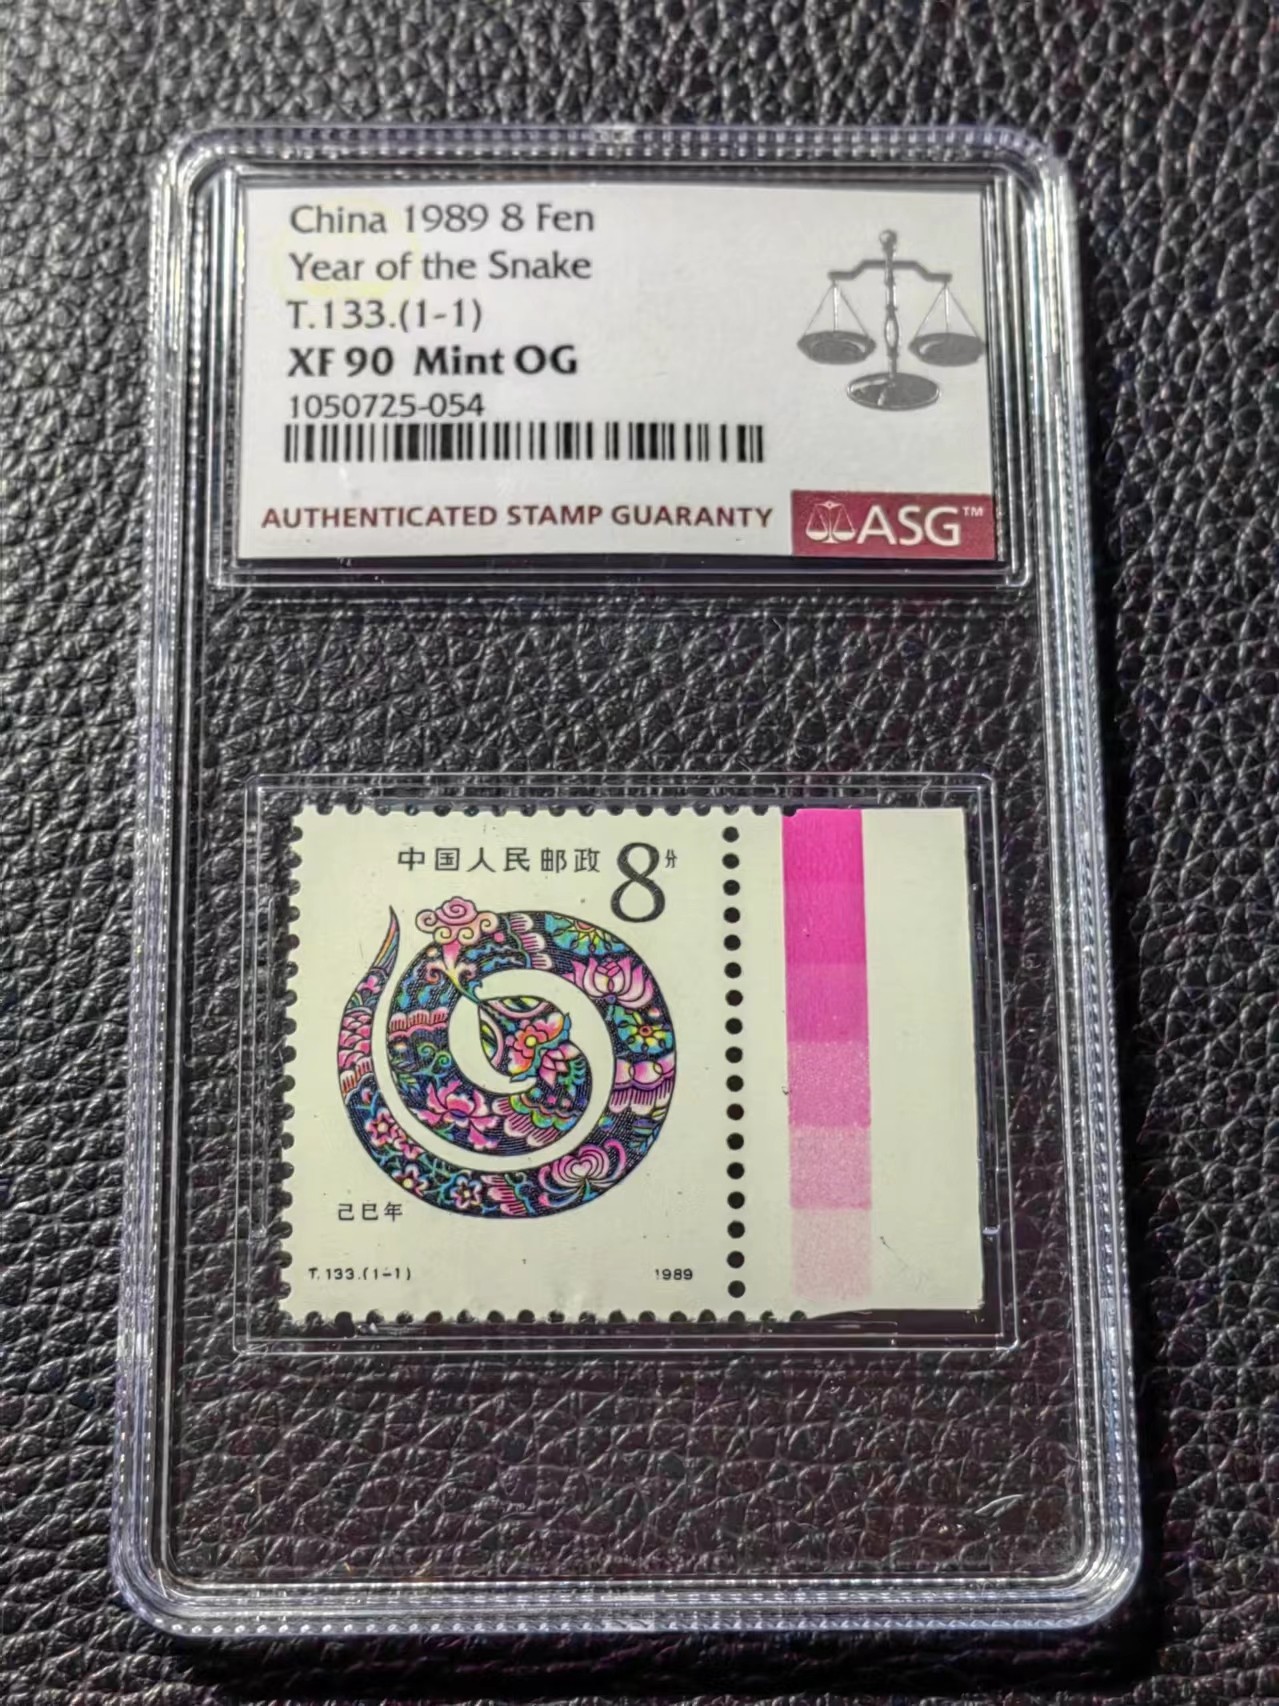 China 1989 8 Fen
Year of the Snake
T.133.(1-1)
XF 90 Mint OG
1050725-054
AUTHENTICATED STAMP GUARANTY
ASG™
中国人民邮政 8分
己巳年
T.133.(1-1) 1989